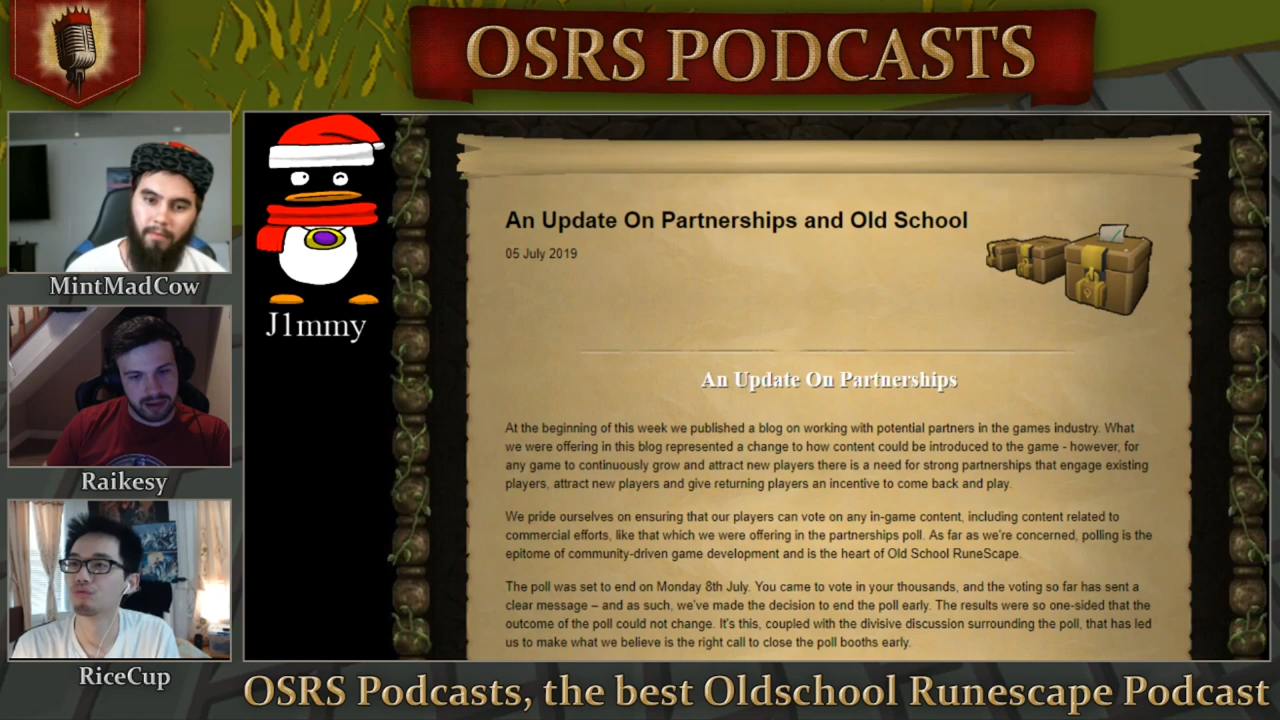 OSRS PODCASTS
MintMadCow
Raikesy
RiceCup
J1mmy
An Update On Partnerships and Old School
05 July 2019
An Update On Partnerships
At the beginning of this week we published a blog on working with potential partners in the games industry. What
we were offering in this blog represented a change to how content could be introduced to the game - however, for
any game to continuously grow and attract new players there is a need for strong partnerships that engage existing
players, attract new players and give returning players an incentive to come back and play.
We pride ourselves on ensuring that our players can vote on any in-game content, including content related to
commercial efforts, like that which we were offering in the partnerships poll. As far as we're concerned, polling is the
epitome of community-driven game development and is the heart of Old School RuneScape.
The poll was set to end on Monday 8th July. You came to vote in your thousands, and the voting so far has sent a
clear message – and as such, we've made the decision to end the poll early. The results were so one-sided that the
outcome of the poll could not change. It's this, coupled with the divisive discussion surrounding the poll, that has led
us to make what we believe is the right call to close the poll booths early.
OSRS Podcasts, the best Oldschool Runescape Podcast